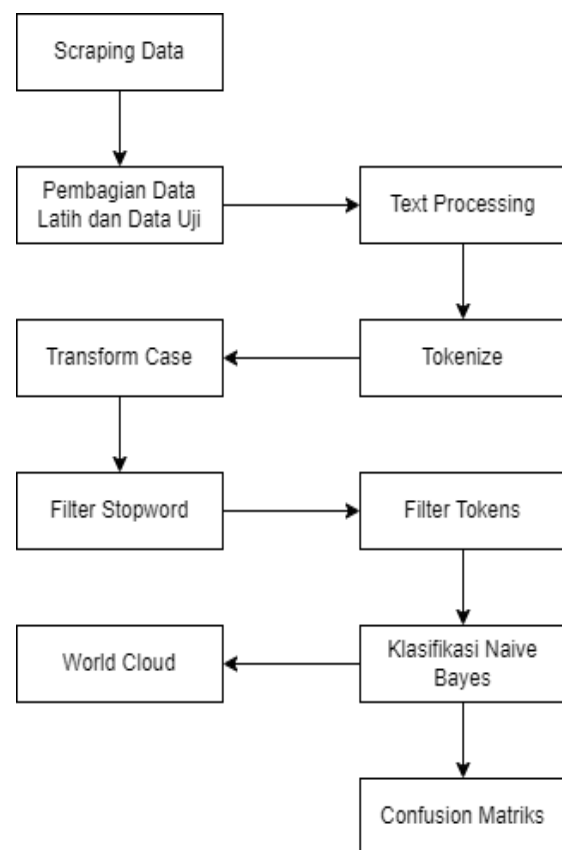 Scraping Data
Pembagian Data
Latih dan Data Uji
Text Processing
Transform Case
Tokenize
Filter Stopword
Filter Tokens
World Cloud
Klasifikasi Naive
Bayes
Confusion Matriks